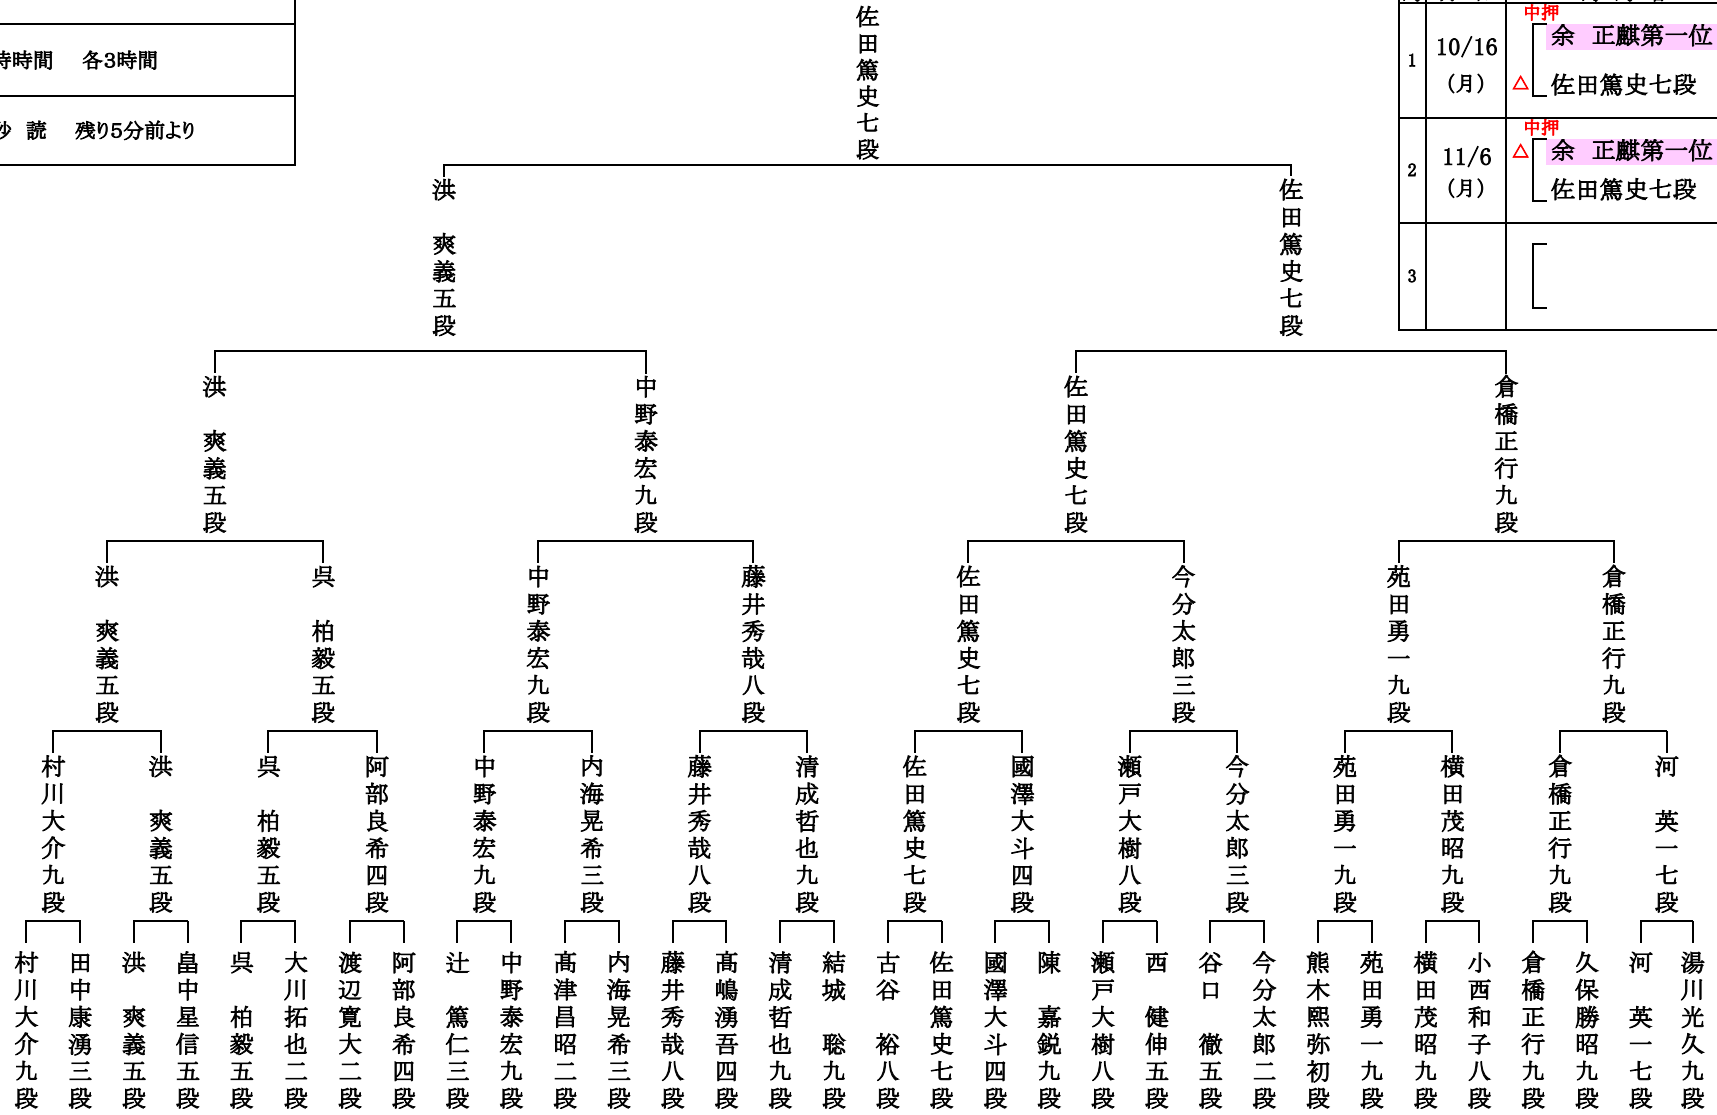 時間 各3時間
読 残り5分前より
佐田篤史七段
中押
1
10/16
(月)
余 正麒第一位
△
佐田篤史七段
中押
2
11/6
(月)
△
余 正麒第一位
佐田篤史七段
3
洪 爽義五段
佐田篤史七段
洪 爽義五段
中野泰宏九段
佐田篤史七段
倉橋正行九段
洪 爽義五段
呉 柏毅五段
中野泰宏九段
藤井秀哉八段
佐田篤史七段
今分太郎三段
苑田勇一九段
倉橋正行九段
村川大介九段
洪 爽義五段
呉 柏毅五段
阿部良希四段
中野泰宏九段
内海晃希三段
藤井秀哉八段
清成哲也九段
佐田篤史七段
國澤大斗四段
瀬戸大樹八段
今分太郎三段
苑田勇一九段
横田茂昭九段
倉橋正行九段
河 英一七段
村川大介九段
田中康湧三段
洪 爽義五段
畠中星信五段
呉 柏毅五段
大川拓也二段
渡辺寛大二段
阿部良希四段
辻 篤仁三段
中野泰宏九段
髙津昌昭二段
内海晃希三段
藤井秀哉八段
髙嶋湧吾四段
清成哲也九段
結城 聡九段
古谷 裕八段
佐田篤史七段
國澤大斗四段
陳 嘉鋭九段
瀬戸大樹八段
西 健伸五段
谷口 徹五段
今分太郎二段
熊木熙弥初段
苑田勇一九段
横田茂昭九段
小西和子八段
倉橋正行九段
久保勝昭九段
河 英一七段
湯川光久九段